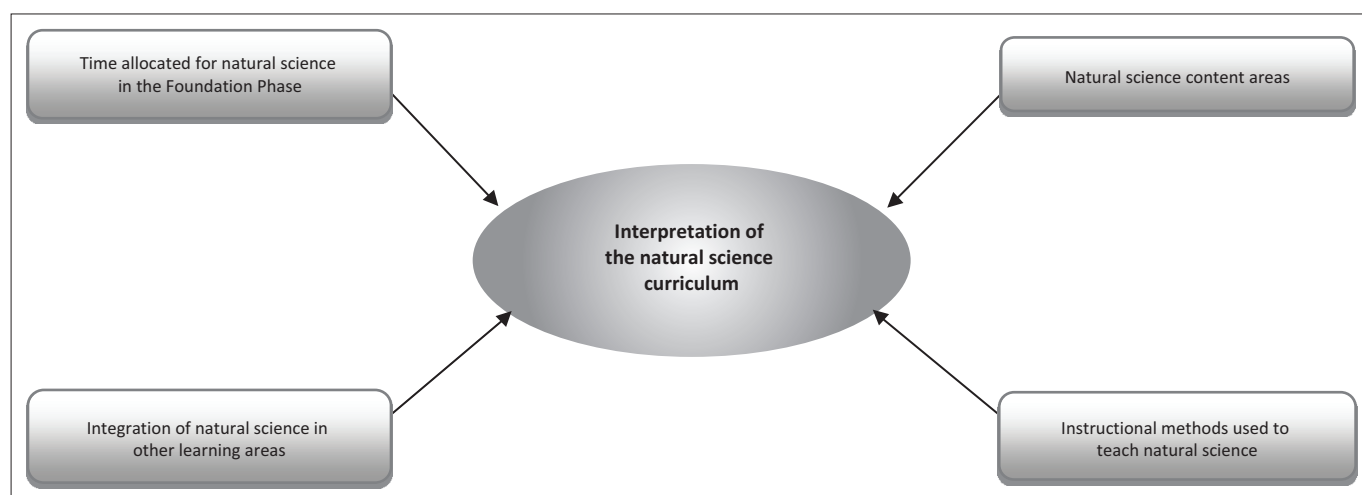 Time allocated for natural science
in the Foundation Phase
Natural science content areas
Interpretation of
the natural science
curriculum
Integration of natural science in
other learning areas
Instructional methods used to
teach natural science